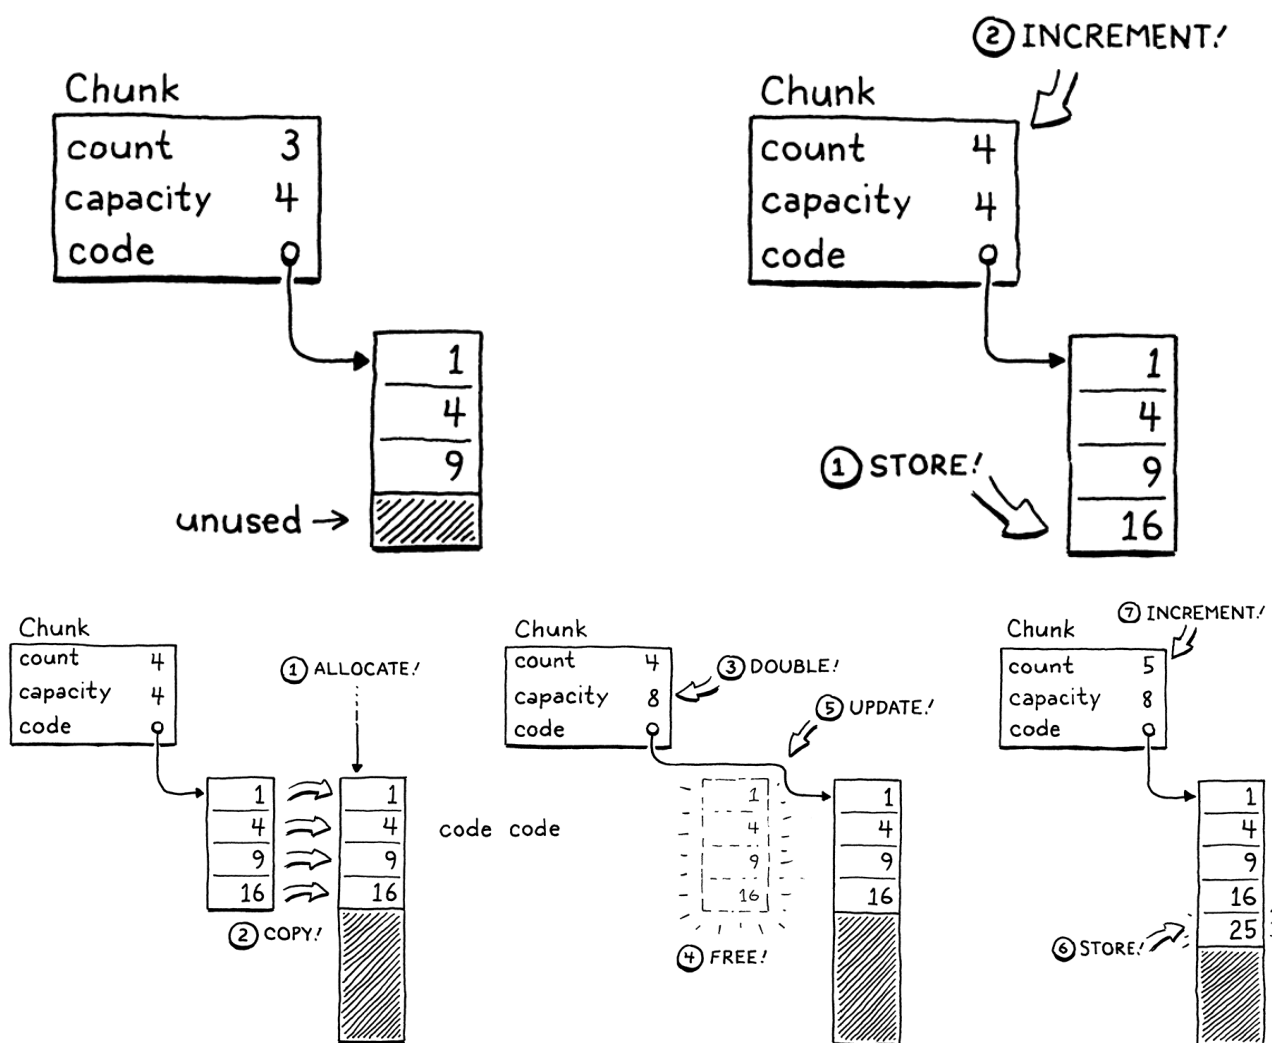 ② INCREMENT!
Chunk
count 3
capacity 4
code
1
4
9
unused
Chunk
count 4
capacity 4
code
1
4
9
16
① STORE!
Chunk
count 4
capacity 4
code
① ALLOCATE!
1
4
9
16
1
4
9
16
② COPY!
code code
Chunk
count 4
capacity 8
code
③ DOUBLE!
⑤ UPDATE!
1
4
9
16
④ FREE!
1
4
9
16
⑦ INCREMENT!
Chunk
count 5
capacity 8
code
1
4
9
16
25
⑥ STORE!